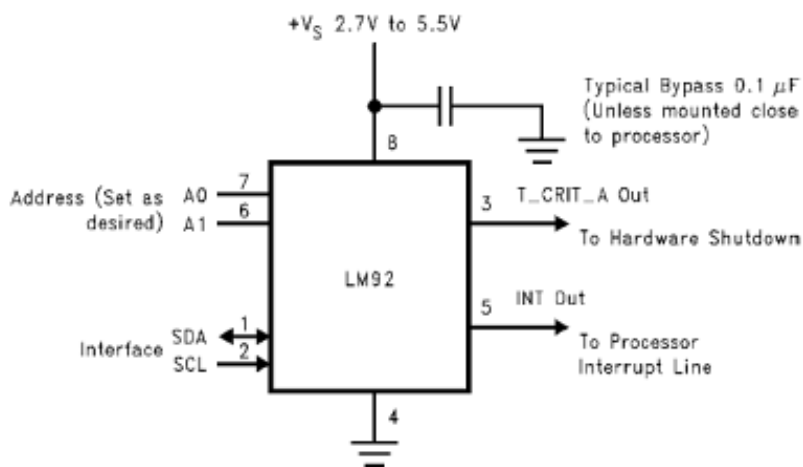 +VS 2.7V to 5.5V
Typical Bypass 0.1 μF
(Unless mounted close
to processor)
8
Address (Set as
desired)
A0
7
A1
6
3
T_CRIT_A Out
To Hardware Shutdown
LM92
5
INT Out
To Processor
Interrupt Line
Interface
SDA
1
SCL
2
4